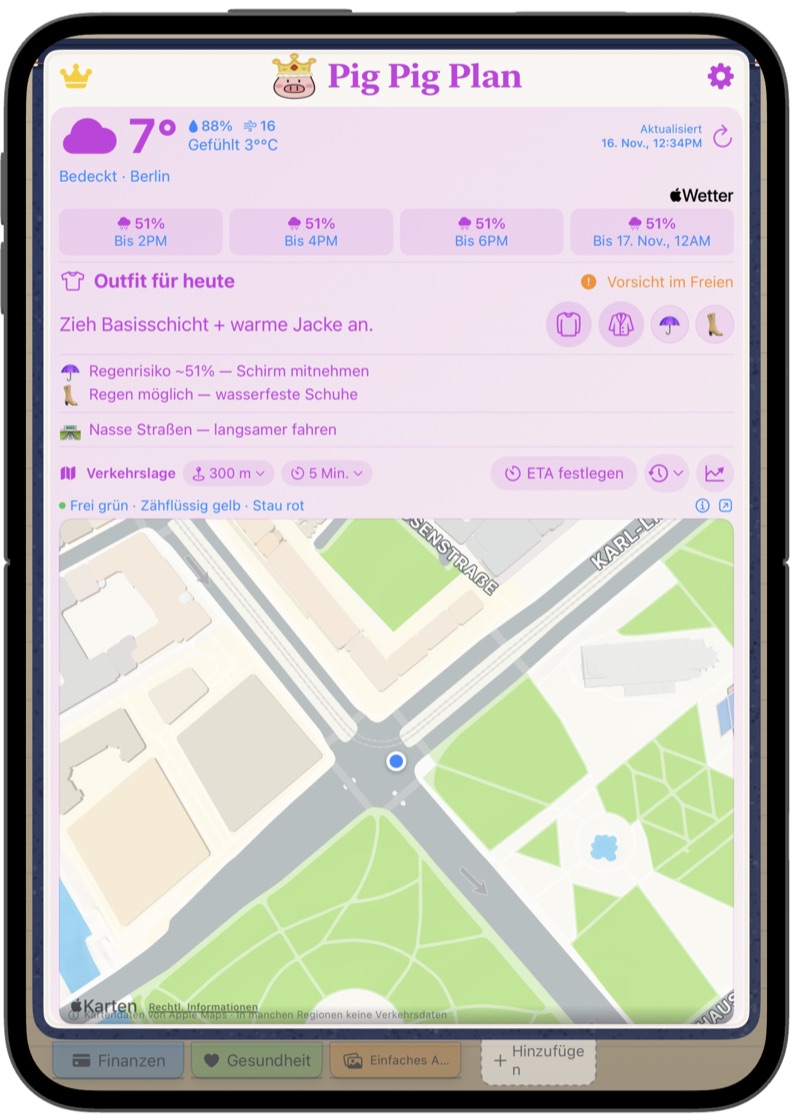 Pig Pig Plan
7°
88% 16
Gefühlt 3°°C
Aktualisiert
16. Nov., 12:34PM
Bedeckt · Berlin
Wetter
51%
Bis 2PM
51%
Bis 4PM
51%
Bis 6PM
51%
Bis 17. Nov., 12AM
Outfit für heute
Vorsicht im Freien
Zieh Basisschicht + warme Jacke an.
Regenrisiko ~51% — Schirm mitnehmen
Regen möglich — wasserfeste Schuhe
Nasse Straßen — langsamer fahren
Verkehrslage
300 m
5 Min.
ETA festlegen
Frei grün · Zähflüssig gelb · Stau rot
SENSTRASSE
KARL-L
Karten
Rechtl. Informationen
Kartendaten von Apple Maps · In manchen Regionen keine Verkehrsdaten
HAUS
Finanzen
Gesundheit
Einfaches A...
+ Hinzufüge
n